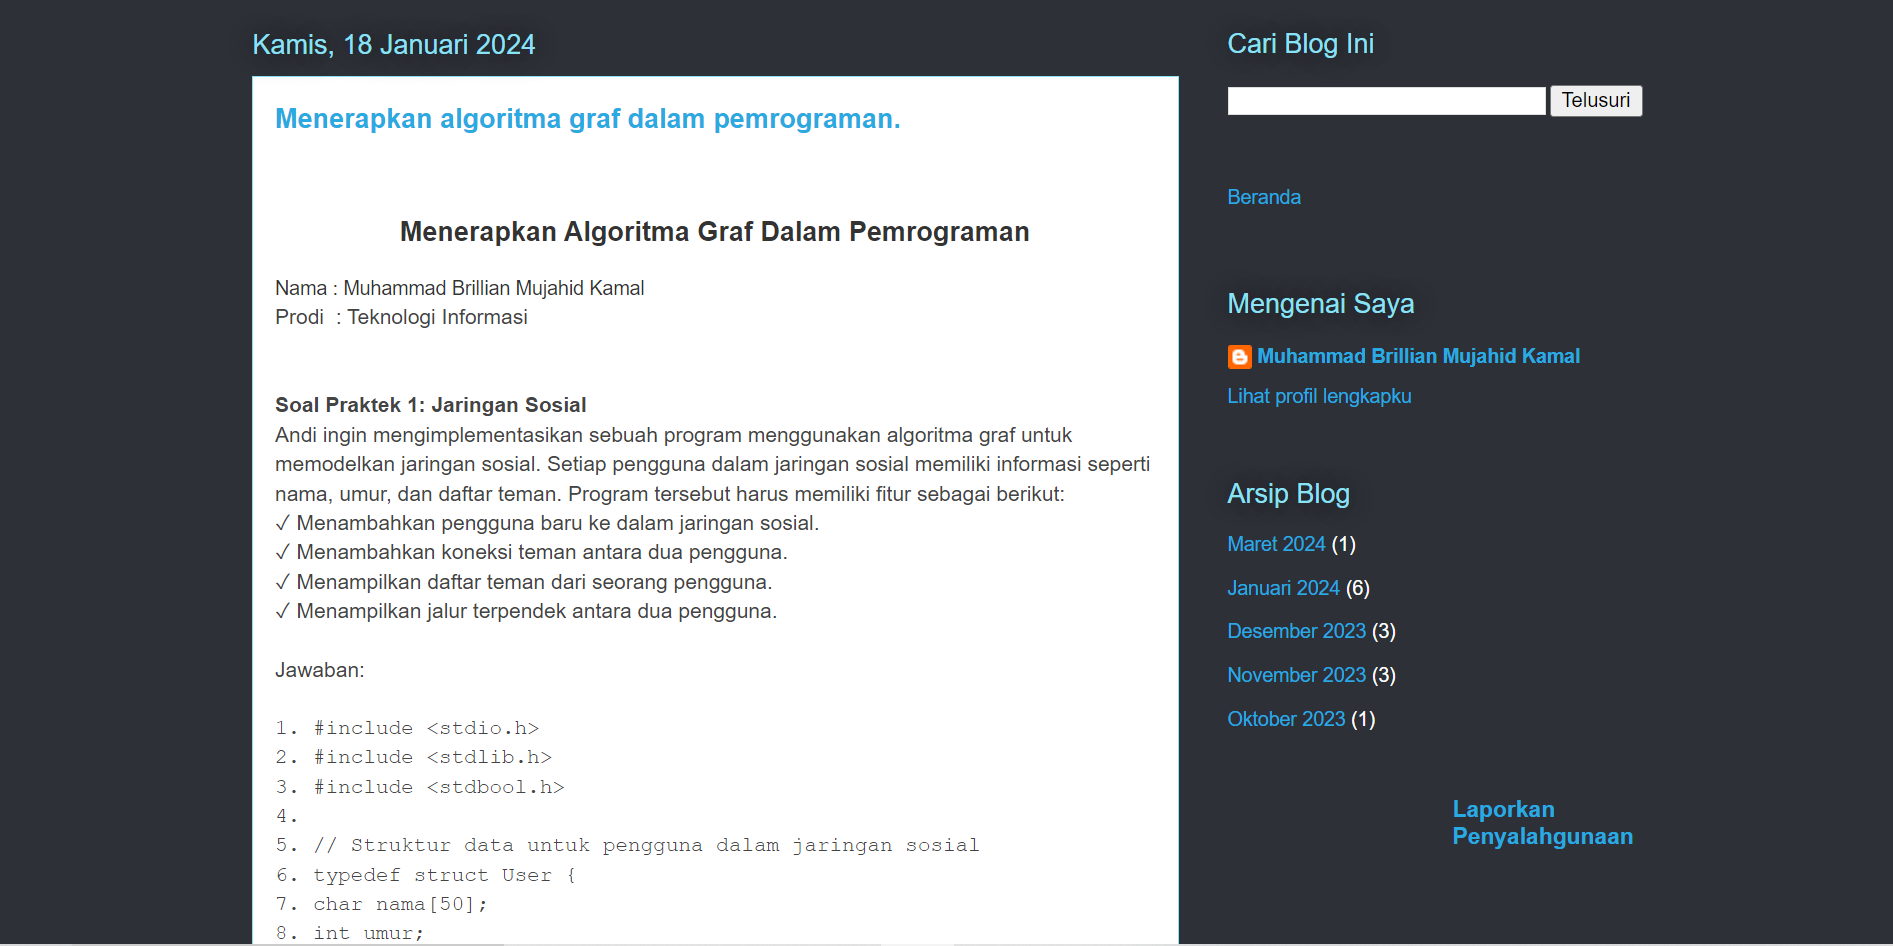 Kamis, 18 Januari 2024
Menerapkan algoritma graf dalam pemrograman.
Menerapkan Algoritma Graf Dalam Pemrograman
Nama : Muhammad Brillian Mujahid Kamal
Prodi  : Teknologi Informasi
Soal Praktek 1: Jaringan Sosial
Andi ingin mengimplementasikan sebuah program menggunakan algoritma graf untuk
memodelkan jaringan sosial. Setiap pengguna dalam jaringan sosial memiliki informasi seperti
nama, umur, dan daftar teman. Program tersebut harus memiliki fitur sebagai berikut:
✓ Menambahkan pengguna baru ke dalam jaringan sosial.
✓ Menambahkan koneksi teman antara dua pengguna.
✓ Menampilkan daftar teman dari seorang pengguna.
✓ Menampilkan jalur terpendek antara dua pengguna.
Jawaban:
1. #include <stdio.h>
2. #include <stdlib.h>
3. #include <stdbool.h>
4.
5. // Struktur data untuk pengguna dalam jaringan sosial
6. typedef struct User {
7. char nama[50];
8. int umur;
Cari Blog Ini
Telusuri
Beranda
Mengenai Saya
Muhammad Brillian Mujahid Kamal
Lihat profil lengkapku
Arsip Blog
Maret 2024 (1)
Januari 2024 (6)
Desember 2023 (3)
November 2023 (3)
Oktober 2023 (1)
Laporkan
Penyalahgunaan